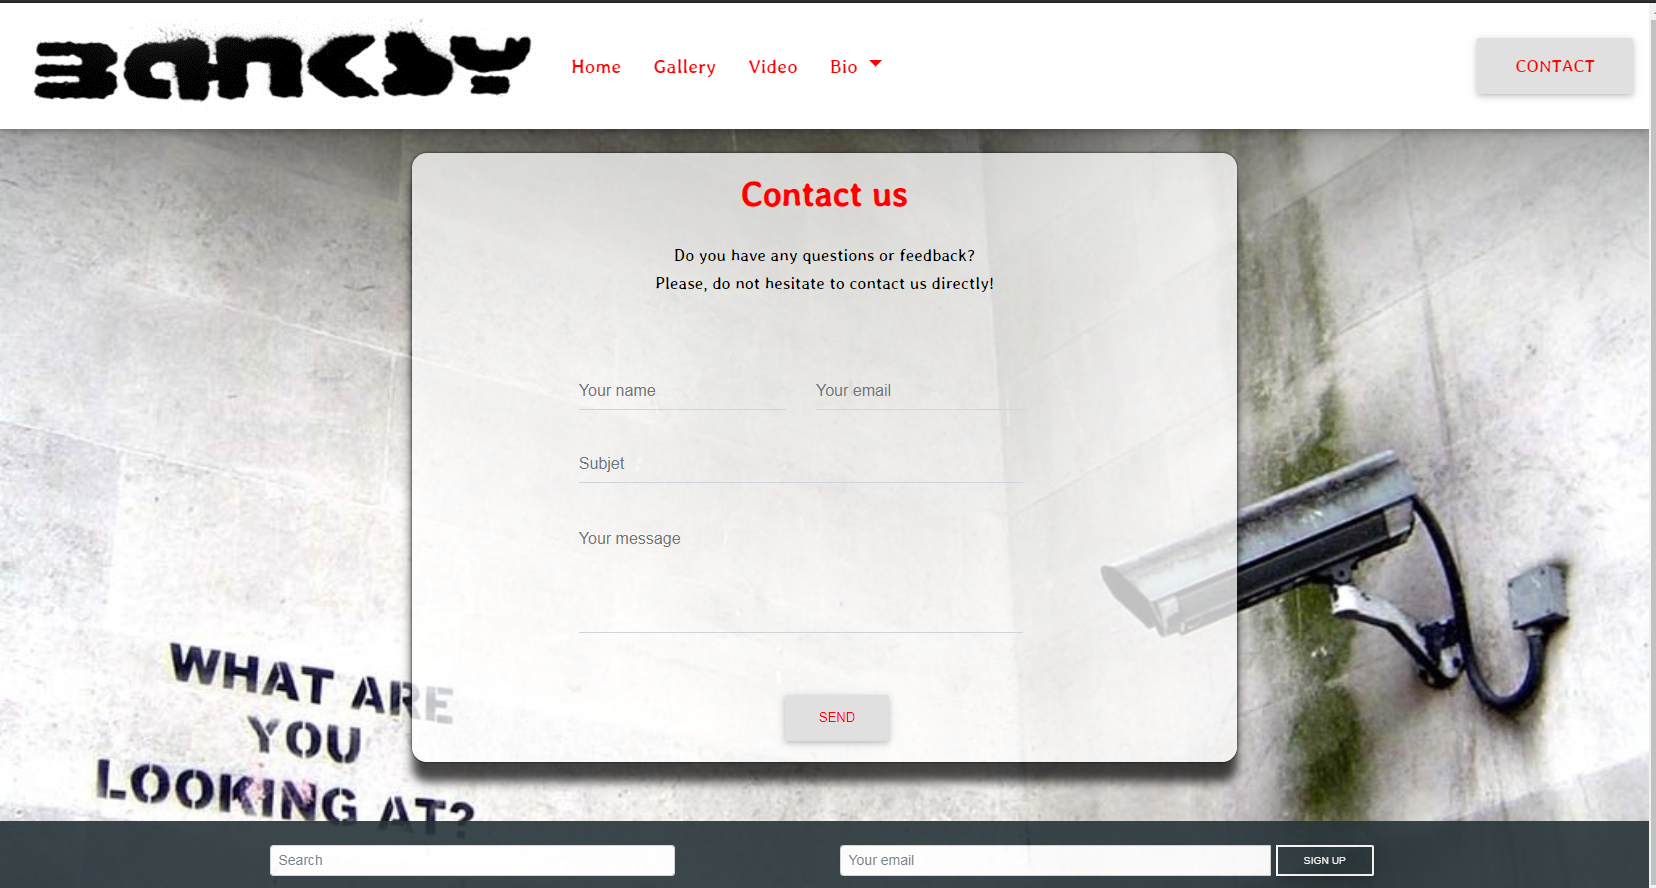 BANKSY
Home Gallery Video Bio
CONTACT
Contact us
Do you have any questions or feedback?
Please, do not hesitate to contact us directly!
Your name Your email
Subjet
Your message
SEND
WHAT ARE
YOU
LOOKING AT?
Search Your email SIGN UP